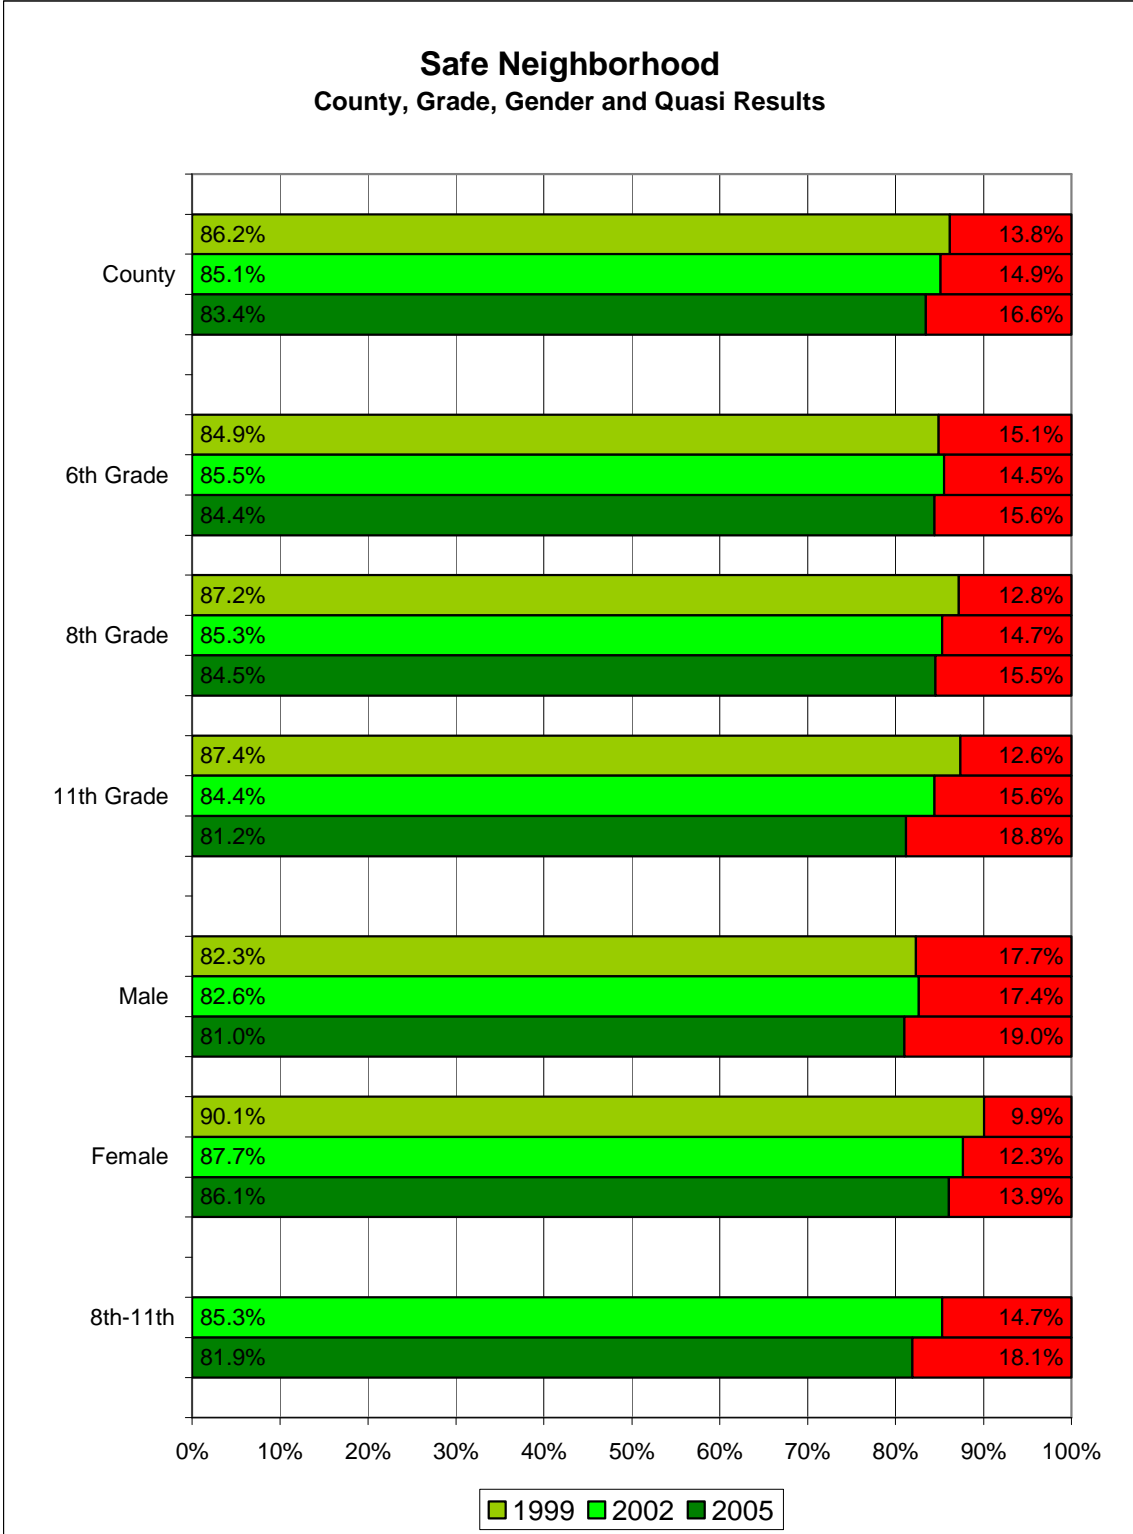 Safe Neighborhood
County, Grade, Gender and Quasi Results
86.2% 13.8%
County 85.1% 14.9%
83.4% 16.6%
84.9% 15.1%
6th Grade 85.5% 14.5%
84.4% 15.6%
87.2% 12.8%
8th Grade 85.3% 14.7%
84.5% 15.5%
87.4% 12.6%
11th Grade 84.4% 15.6%
81.2% 18.8%
82.3% 17.7%
Male 82.6% 17.4%
81.0% 19.0%
90.1% 9.9%
Female 87.7% 12.3%
86.1% 13.9%
8th-11th 85.3% 14.7%
81.9% 18.1%
0% 10% 20% 30% 40% 50% 60% 70% 80% 90% 100%
1999 2002 2005